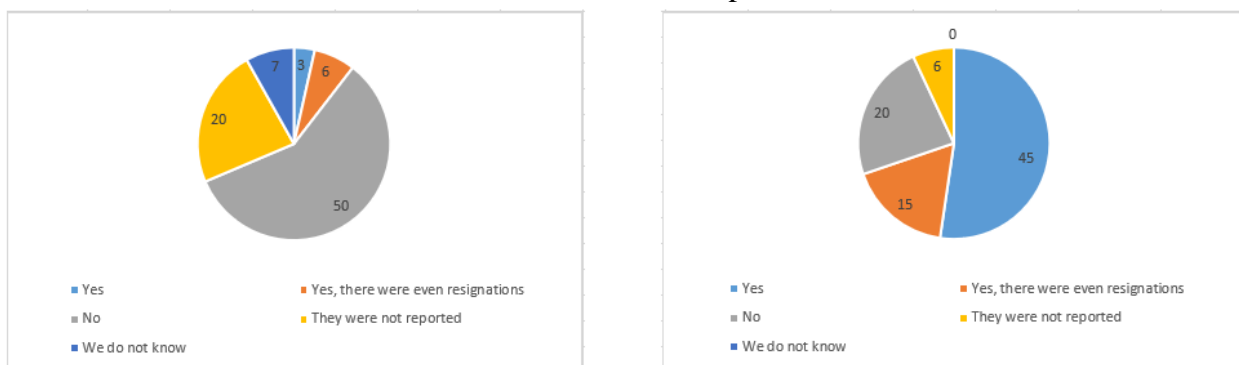 7
3
6
20
50
Yes
Yes, there were even resignations
No
They were not reported
We do not know
0
6
20
45
15
Yes
Yes, there were even resignations
No
They were not reported
We do not know